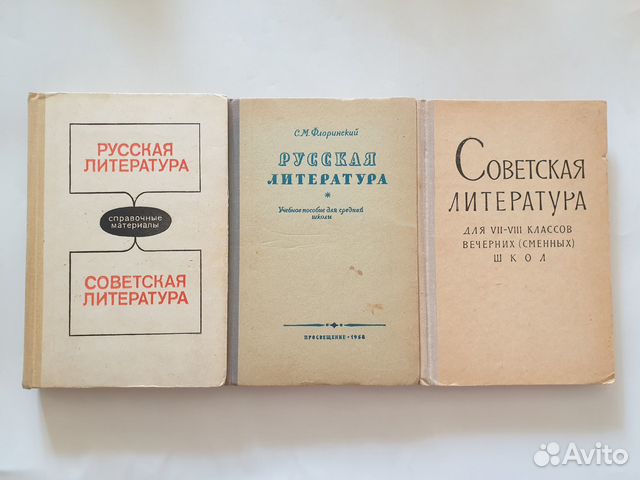 РУССКАЯ
ЛИТЕРАТУРА
справочные
материалы
СОВЕТСКАЯ
ЛИТЕРАТУРА
С.М. Флоринский
РУССКАЯ
ЛИТЕРАТУРА
*
Учебное пособие для средней
школы
ПРОСВЕЩЕНИЕ • 1968
СОВЕТСКАЯ
ЛИТЕРАТУРА
ДЛЯ VII-VIII КЛАССОВ
ВЕЧЕРНИХ (СМЕННЫХ)
ШКОЛ
Avito